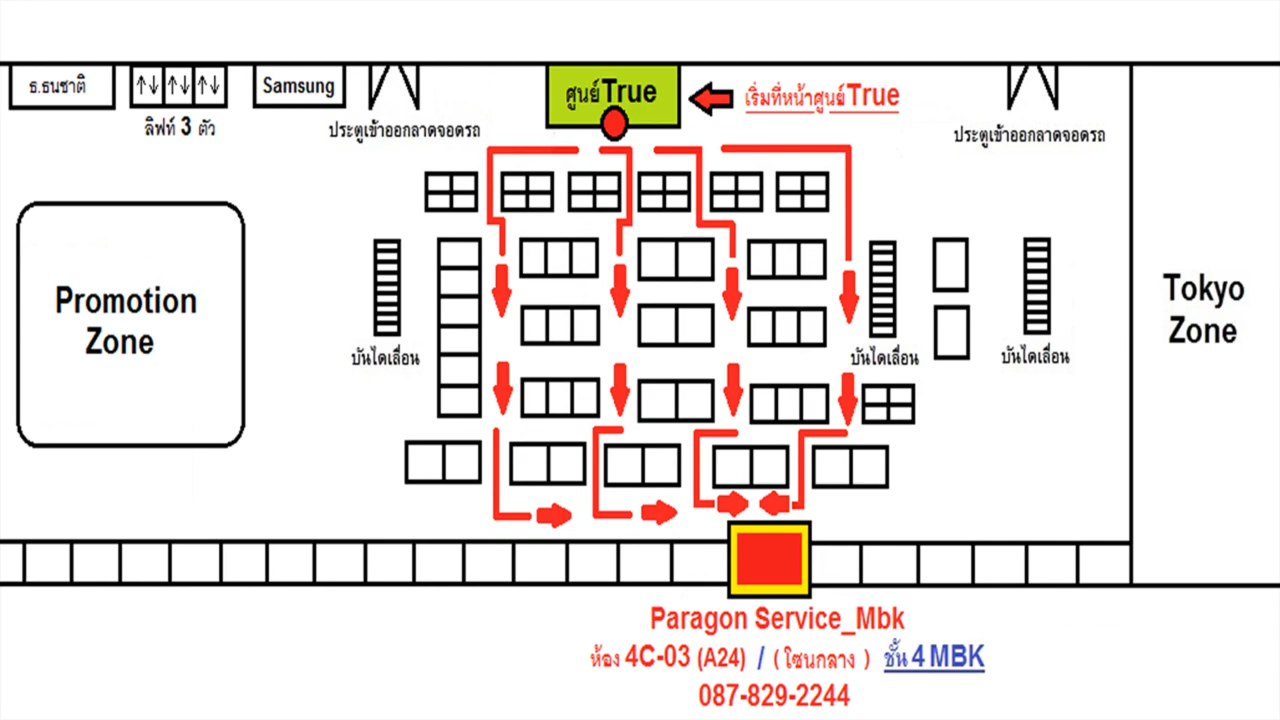 ธ.ธนชาติ
ลิฟท์ 3 ตัว
Samsung
ประตูเข้าออกลาดจอดรถ
ศูนย์True
เริ่มที่หน้าศูนย์True
ประตูเข้าออกลาดจอดรถ
Promotion
Zone
บันไดเลื่อน
บันไดเลื่อน
บันไดเลื่อน
Tokyo
Zone
Paragon Service_Mbk
ห้อง 4C-03 (A24) / ( โซนกลาง ) ชั้น 4 MBK
087-829-2244